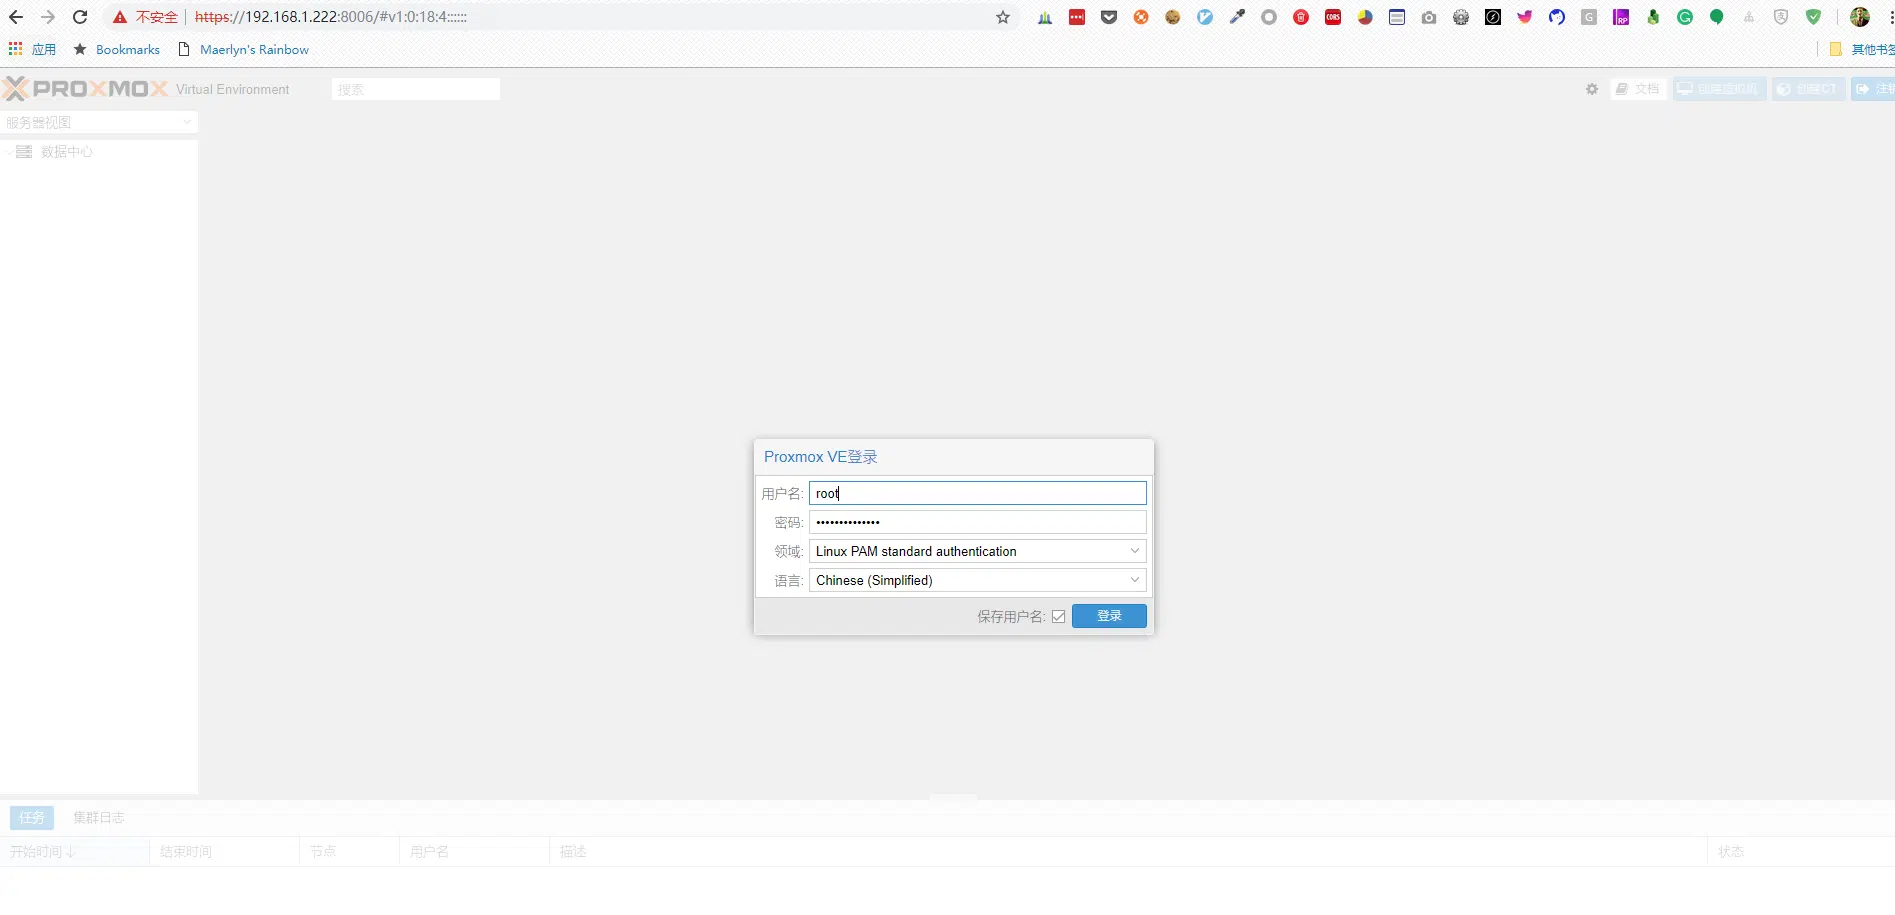 不安全 https://192.168.1.222:8006/#v1:0:18:4::::::
应用 Bookmarks Maerlyn's Rainbow 其他书签
PROXMOX Virtual Environment 搜索 文档 创建虚拟机 创建CT 注销
服务器视图
数据中心
Proxmox VE登录
用户名: root
密码: ••••••••••••••
领域: Linux PAM standard authentication
语言: Chinese (Simplified)
保存用户名: 登录
任务 集群日志
开始时间 结束时间 节点 用户名 描述 状态